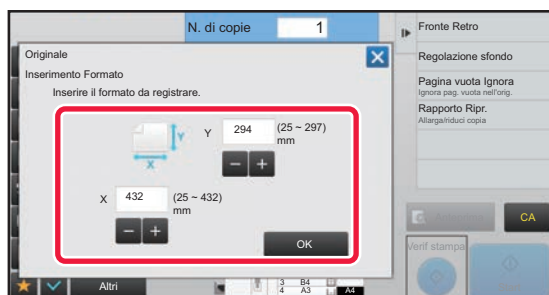 N. di copie 1
Fronte Retro
Originale
Regolazione sfondo
Inserimento Formato
Pagina vuota Ignora
Ignora pag. vuota nell'orig.
Inserire il formato da registrare.
Rapporto Ripr.
Allarga/riduci copia
Y 294 (25 ~ 297)
mm
Y
X
X 432 (25 ~ 432)
mm
OK
CA
Verif stampa
Altri
3 B4
4 A3
A4